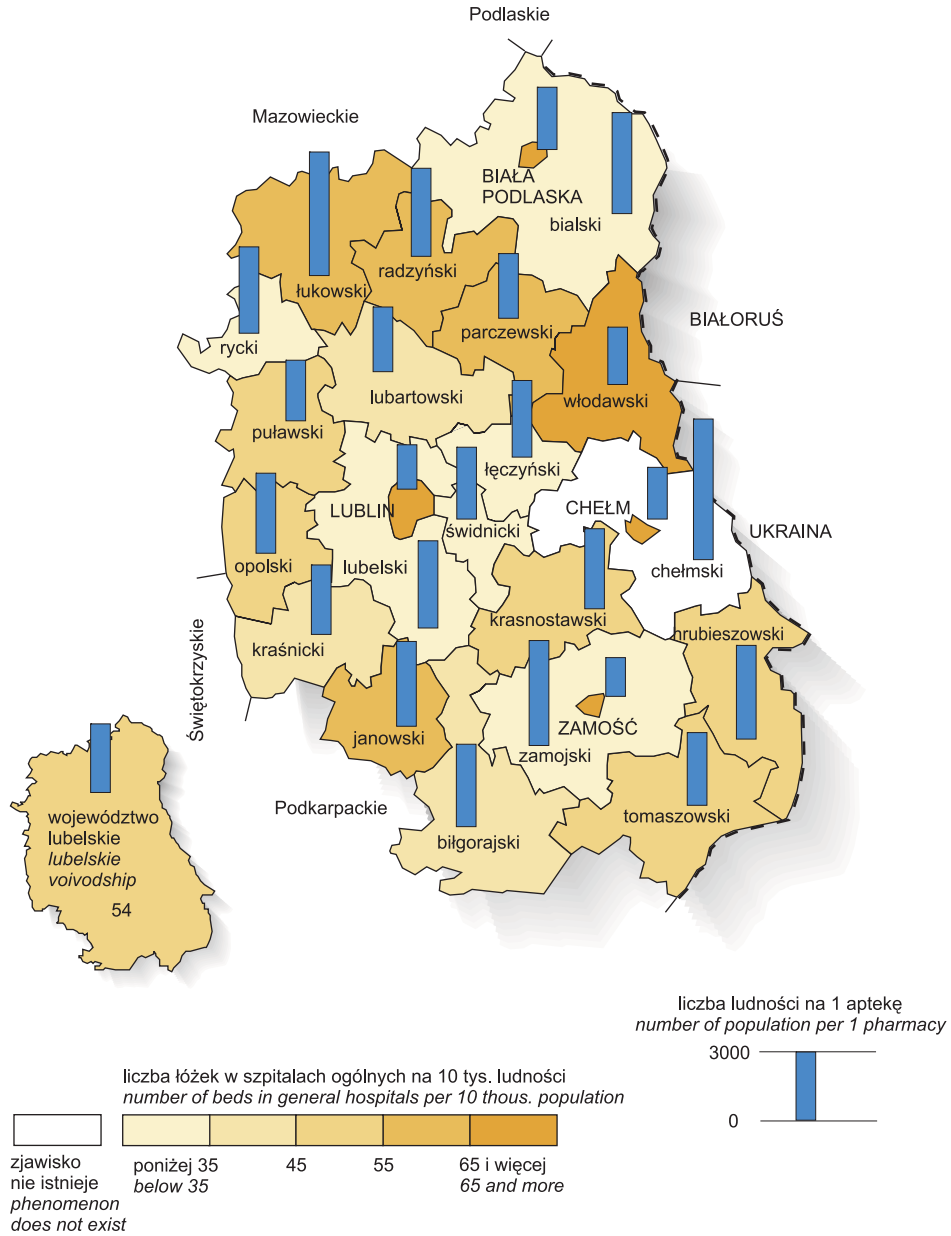 Podlaskie
Mazowieckie
BIAŁA
PODLASKA
bialski
radzyński
łukowski
BIAŁORUŚ
parczewski
rycki
lubartowski
włodawski
puławski
łęczyński
LUBLIN
CHEŁM
świdnicki
UKRAINA
opolski
lubelski
chełmski
krasnostawski
hrubieszowski
kraśnicki
Świętokrzyskie
ZAMOŚĆ
janowski
zamojski
Podkarpackie
tomaszowski
biłgorajski
województwo
lubelskie
lubelskie
voivodship
54
liczba ludności na 1 aptekę
number of population per 1 pharmacy
3000
0
liczba łóżek w szpitalach ogólnych na 10 tys. ludności
number of beds in general hospitals per 10 thous. population
zjawisko
nie istnieje
phenomenon
does not exist
poniżej 35 45 55 65 i więcej
below 35 65 and more